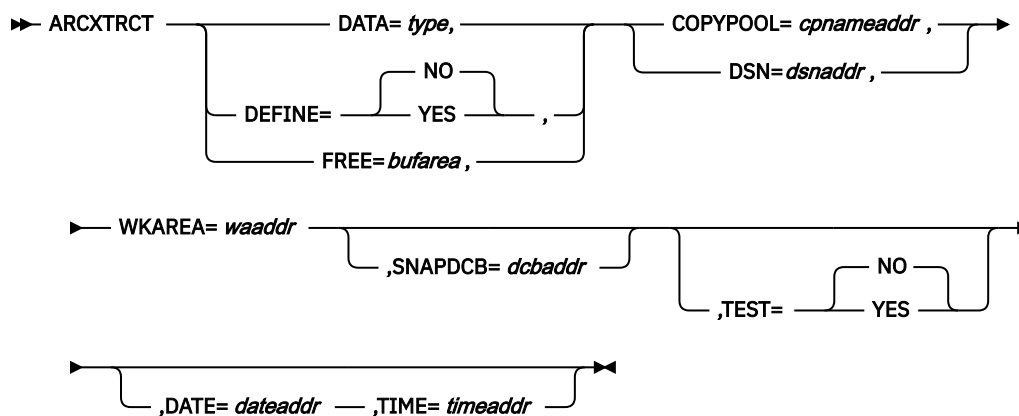 ARCXTRCT DATA= type, COPYPOOL= cpnameaddr ,
NO DSN= dsnaddr ,
DEFINE= YES ,
FREE= bufarea ,
WKAREA= waaddr
,SNAPDCB= dcbaddr NO
,TEST= YES
,DATE= dateaddr ,TIME= timeaddr